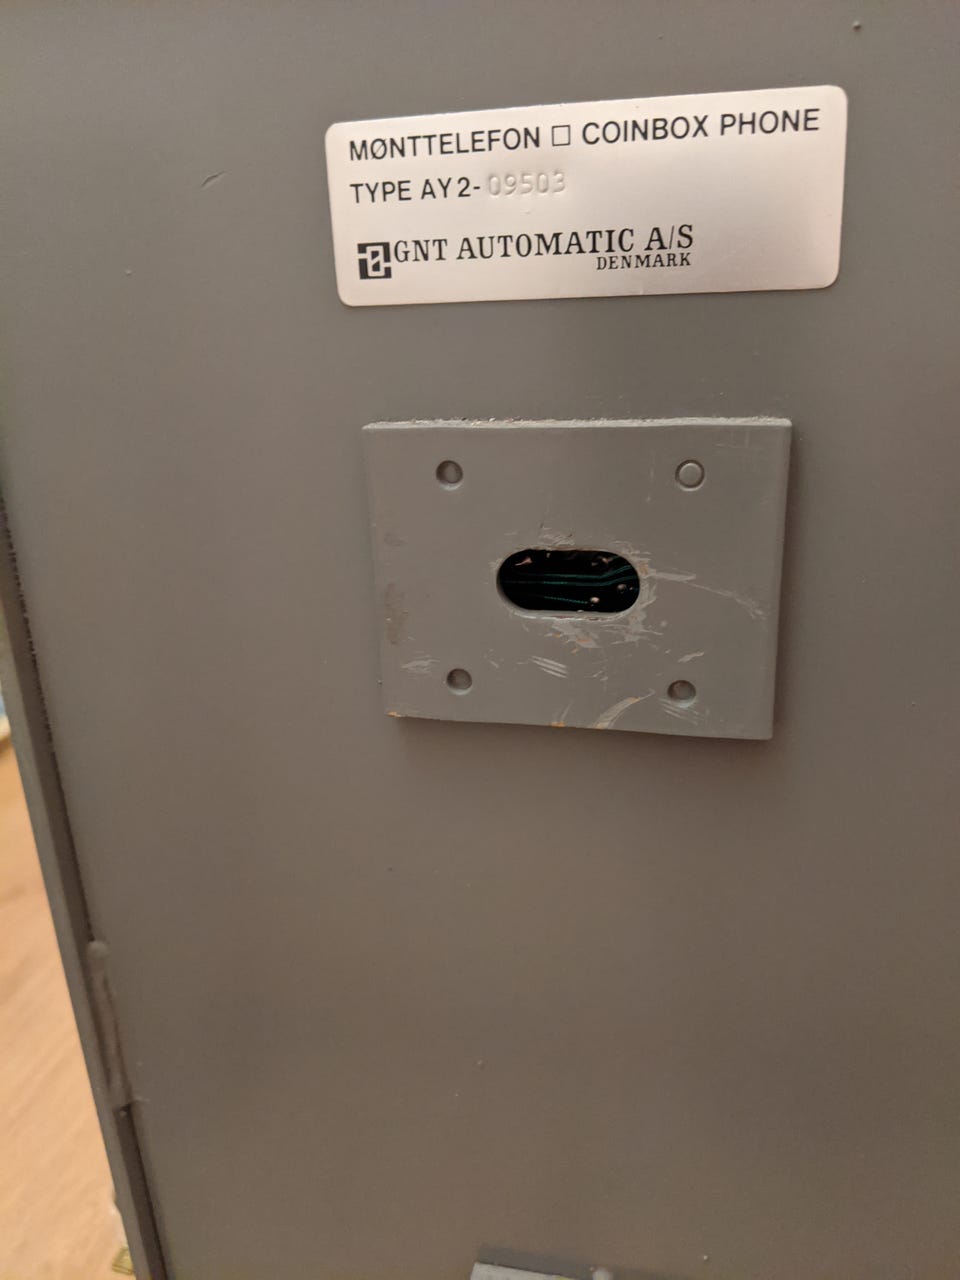 MØNTTELEFON □ COINBOX PHONE
TYPE AY2-09503
GNT AUTOMATIC A/S
DENMARK